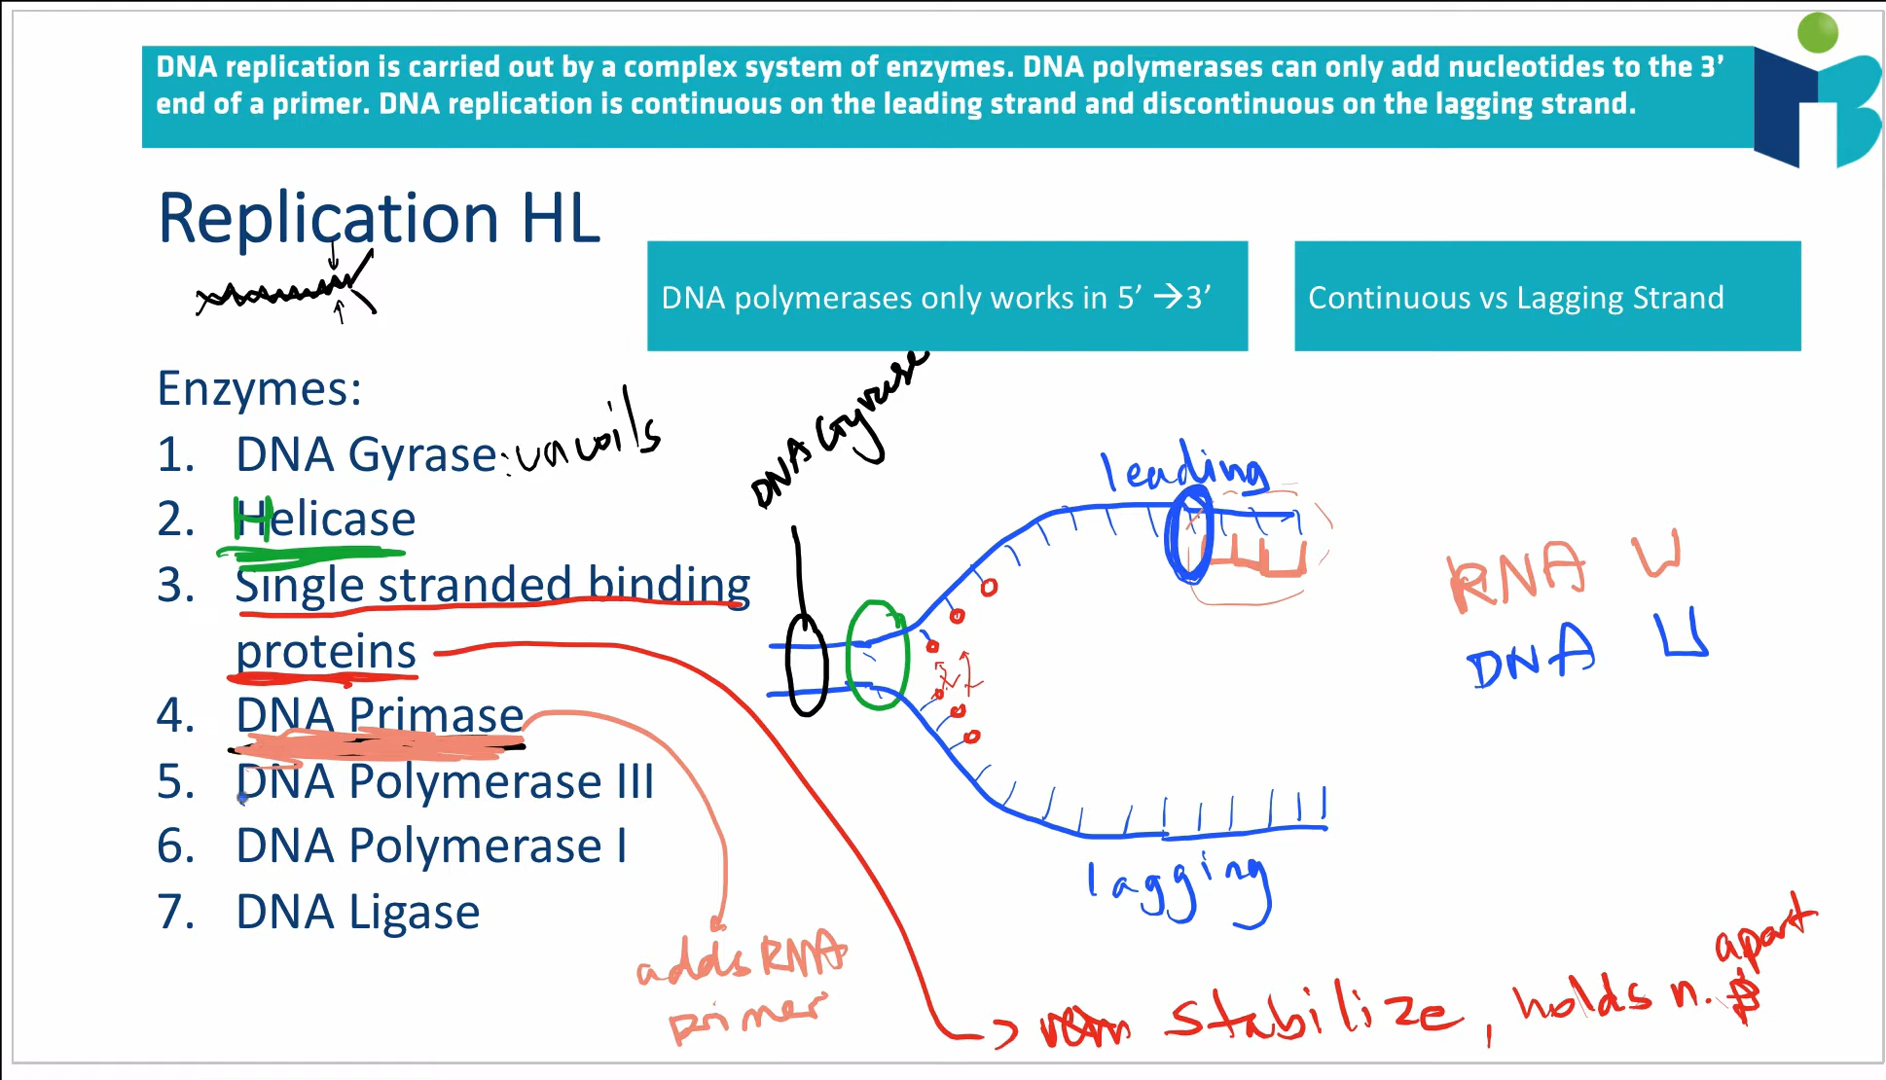 DNA replication is carried out by a complex system of enzymes. DNA polymerases can only add nucleotides to the 3’
end of a primer. DNA replication is continuous on the leading strand and discontinuous on the lagging strand.
Replication HL
DNA polymerases only works in 5’ →3’
Continuous vs Lagging Strand
Enzymes:
1. DNA Gyrase: uncoils
2. Helicase
3. Single stranded binding
proteins
4. DNA Primase
5. DNA Polymerase III
6. DNA Polymerase I
7. DNA Ligase
DNA Gyrase
leading
lagging
RNA
DNA
adds RNA
primer
stabilize, holds n. apart